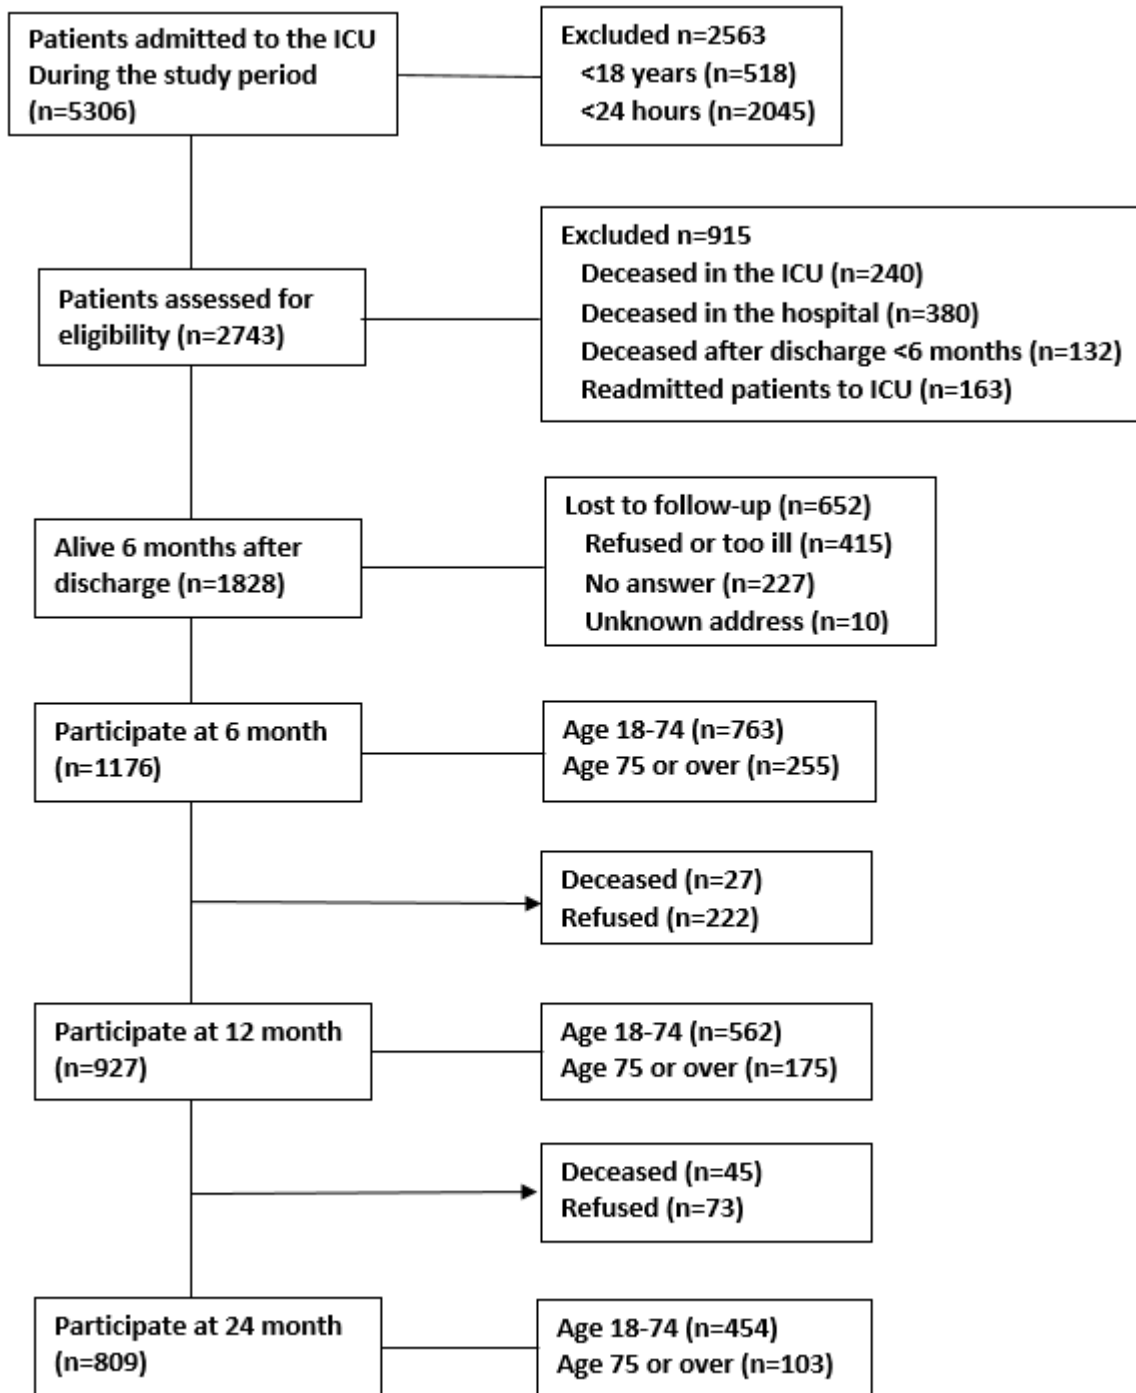 Patients admitted to the ICU
During the study period
(n=5306)
Excluded n=2563
<18 years (n=518)
<24 hours (n=2045)
Patients assessed for
eligibility (n=2743)
Excluded n=915
Deceased in the ICU (n=240)
Deceased in the hospital (n=380)
Deceased after discharge <6 months (n=132)
Readmitted patients to ICU (n=163)
Alive 6 months after
discharge (n=1828)
Lost to follow-up (n=652)
Refused or too ill (n=415)
No answer (n=227)
Unknown address (n=10)
Participate at 6 month
(n=1176)
Age 18-74 (n=763)
Age 75 or over (n=255)
Deceased (n=27)
Refused (n=222)
Participate at 12 month
(n=927)
Age 18-74 (n=562)
Age 75 or over (n=175)
Deceased (n=45)
Refused (n=73)
Participate at 24 month
(n=809)
Age 18-74 (n=454)
Age 75 or over (n=103)